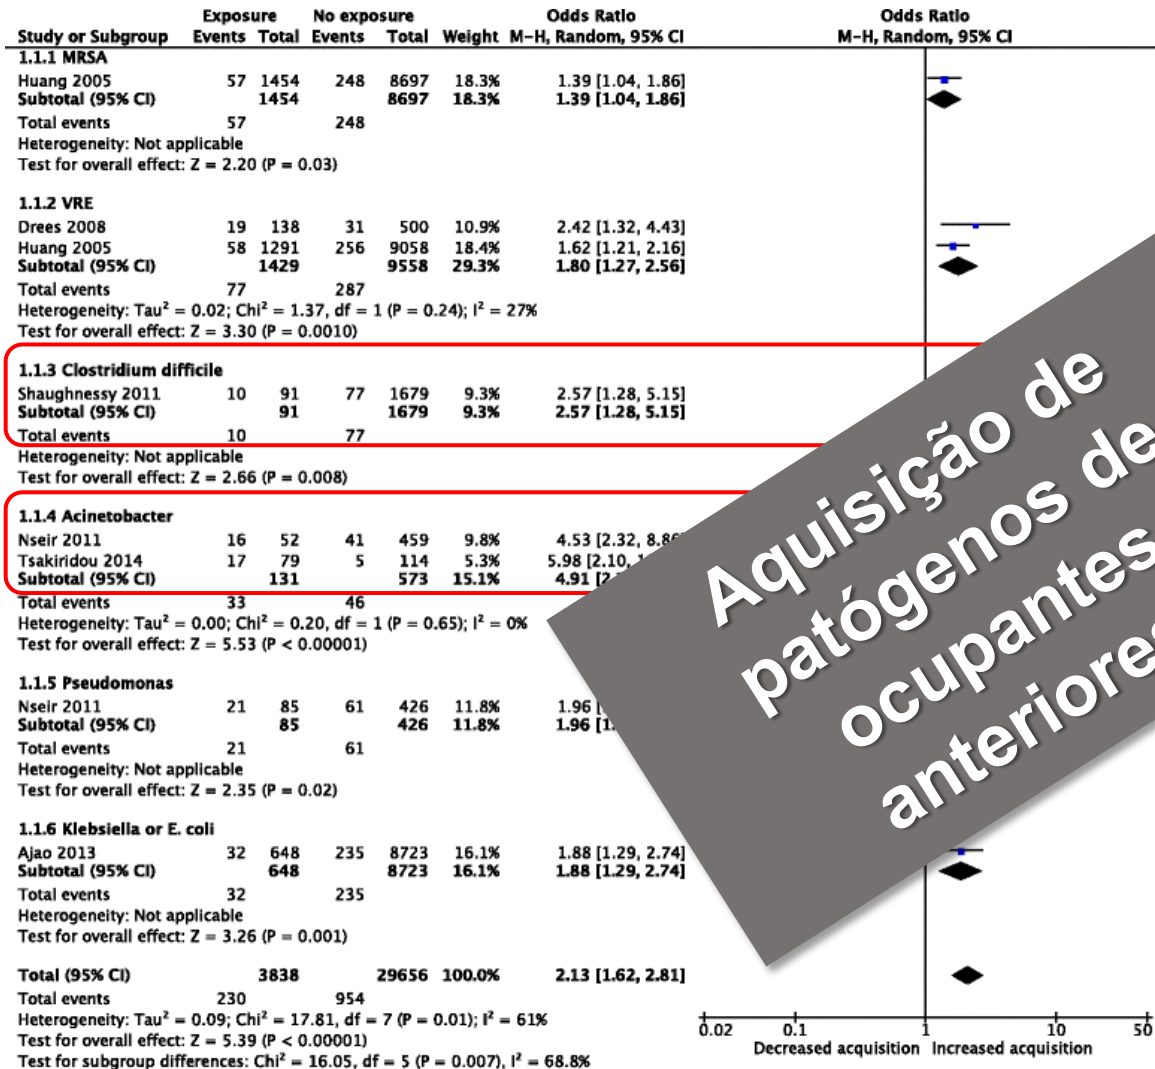 Exposure No exposure Odds Ratio Odds Ratio
Study or Subgroup Events Total Events Total Weight M-H, Random, 95% CI M-H, Random, 95% CI
1.1.1 MRSA
Huang 2005 57 1454 248 8697 18.3% 1.39 [1.04, 1.86]
Subtotal (95% CI) 1454 8697 18.3% 1.39 [1.04, 1.86]
Total events 57 248
Heterogeneity: Not applicable
Test for overall effect: Z = 2.20 (P = 0.03)
1.1.2 VRE
Drees 2008 19 138 31 500 10.9% 2.42 [1.32, 4.43]
Huang 2005 58 1291 256 9058 18.4% 1.62 [1.21, 2.16]
Subtotal (95% CI) 1429 9558 29.3% 1.80 [1.27, 2.56]
Total events 77 287
Heterogeneity: Tau² = 0.02; Chi² = 1.37, df = 1 (P = 0.24); I² = 27%
Test for overall effect: Z = 3.30 (P = 0.0010)
1.1.3 Clostridium difficile
Shaughnessy 2011 10 91 77 1679 9.3% 2.57 [1.28, 5.15]
Subtotal (95% CI) 91 1679 9.3% 2.57 [1.28, 5.15]
Total events 10 77
Heterogeneity: Not applicable
Test for overall effect: Z = 2.66 (P = 0.008)
1.1.4 Acinetobacter
Nseir 2011 16 52 41 459 9.8% 4.53 [2.32,
Tsakiridou 2014 17 79 5 114 5.3% 5.98 [2.10,
Subtotal (95% CI) 131 573 15.1% 4.91
Total events 33 46
Heterogeneity: Tau² = 0.00; Chi² = 0.20, df = 1 (P = 0.65); I² = 0%
Test for overall effect: Z = 5.53 (P < 0.00001)
1.1.5 Pseudomonas
Nseir 2011 21 85 61 426 11.8% 1.96
Subtotal (95% CI) 85 426 11.8% 1.96
Total events 21 61
Heterogeneity: Not applicable
Test for overall effect: Z = 2.35 (P = 0.02)
1.1.6 Klebsiella or E. coli
Ajao 2013 32 648 235 8723 16.1% 1.88 [1.29, 2.74]
Subtotal (95% CI) 648 8723 16.1% 1.88 [1.29, 2.74]
Total events 32 235
Heterogeneity: Not applicable
Test for overall effect: Z = 3.26 (P = 0.001)
Total (95% CI) 3838 29656 100.0% 2.13 [1.62, 2.81]
Total events 230 954
Heterogeneity: Tau² = 0.09; Chi² = 17.81, df = 7 (P = 0.01); I² = 61%
Test for overall effect: Z = 5.39 (P < 0.00001)
Test for subgroup differences: Chi² = 16.05, df = 5 (P = 0.007), I² = 68.8%
0.02 0.1 1 10 50
Decreased acquisition Increased acquisition
Aquisição de
patógenos de
ocupantes
anteriores